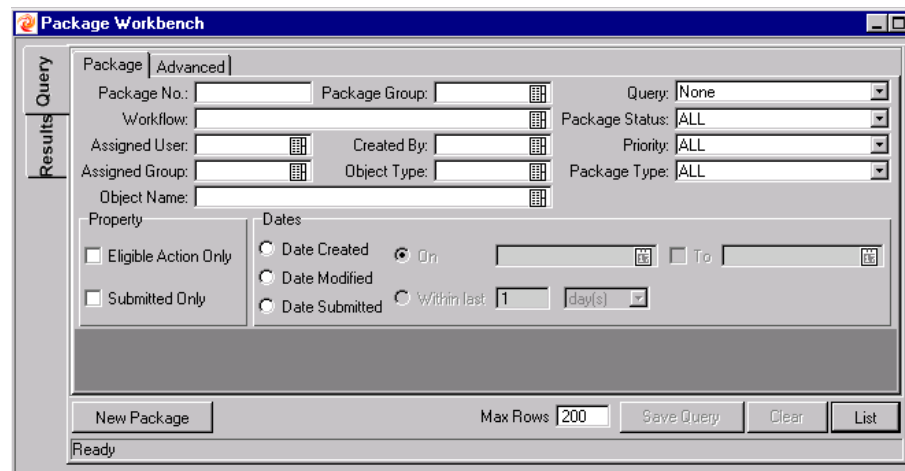 Package Workbench
Query
Results
Package Advanced
Package No.: Package Group: Query: None
Workflow: Package Status: ALL
Assigned User: Created By: Priority: ALL
Assigned Group: Object Type: Package Type: ALL
Object Name:
Property Dates
Eligible Action Only Date Created On To
Date Modified
Submitted Only Date Submitted Within last 1 day(s)
New Package Max Rows 200 Save Query Clear List
Ready